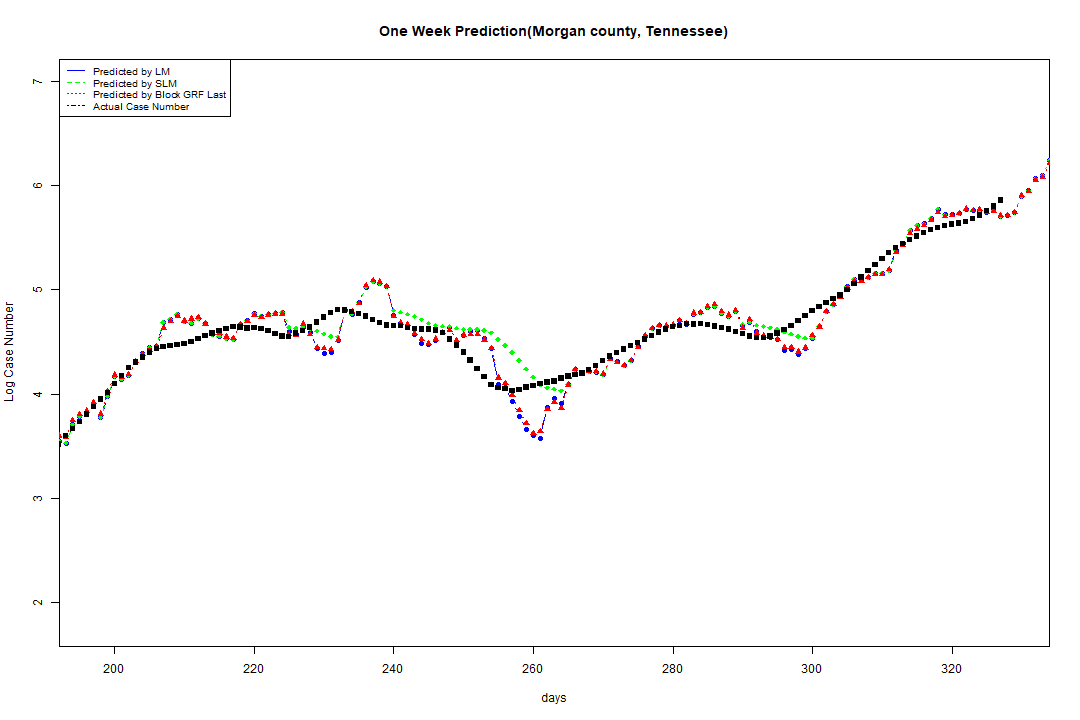 One Week Prediction(Morgan county, Tennessee)
Predicted by LM
Predicted by SLM
Predicted by Block GRF Last
Actual Case Number
7
6
5
4
3
2
Log Case Number
200 220 240 260 280 300 320
days